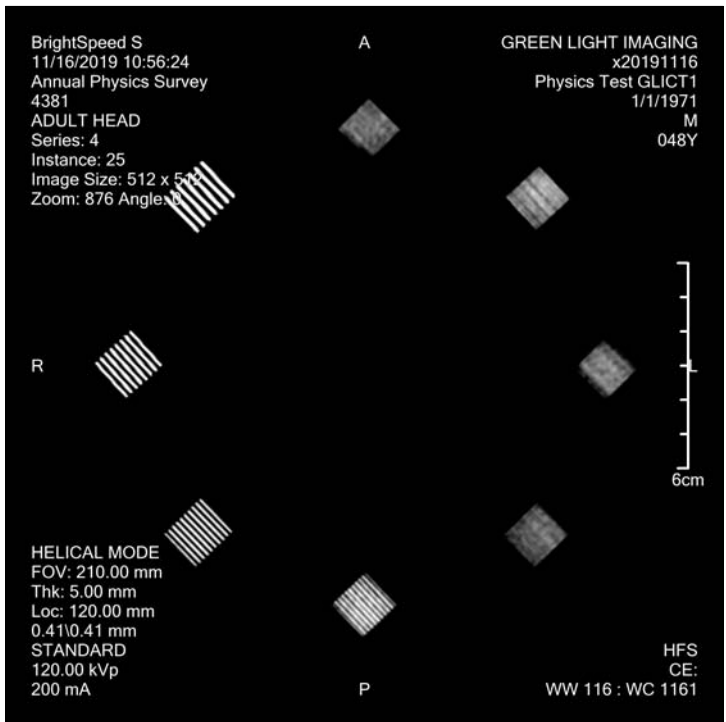 BrightSpeed S
11/16/2019 10:56:24
Annual Physics Survey
4381
ADULT HEAD
Series: 4
Instance: 25
Image Size: 512 x 512
Zoom: 876 Angle: 0
A
GREEN LIGHT IMAGING
x20191116
Physics Test GLICT1
1/1/1971
M
048Y
R
L
6cm
HELICAL MODE
FOV: 210.00 mm
Thk: 5.00 mm
Loc: 120.00 mm
0.41\0.41 mm
STANDARD
120.00 kVp
200 mA
P
HFS
CE:
WW 116 : WC 1161